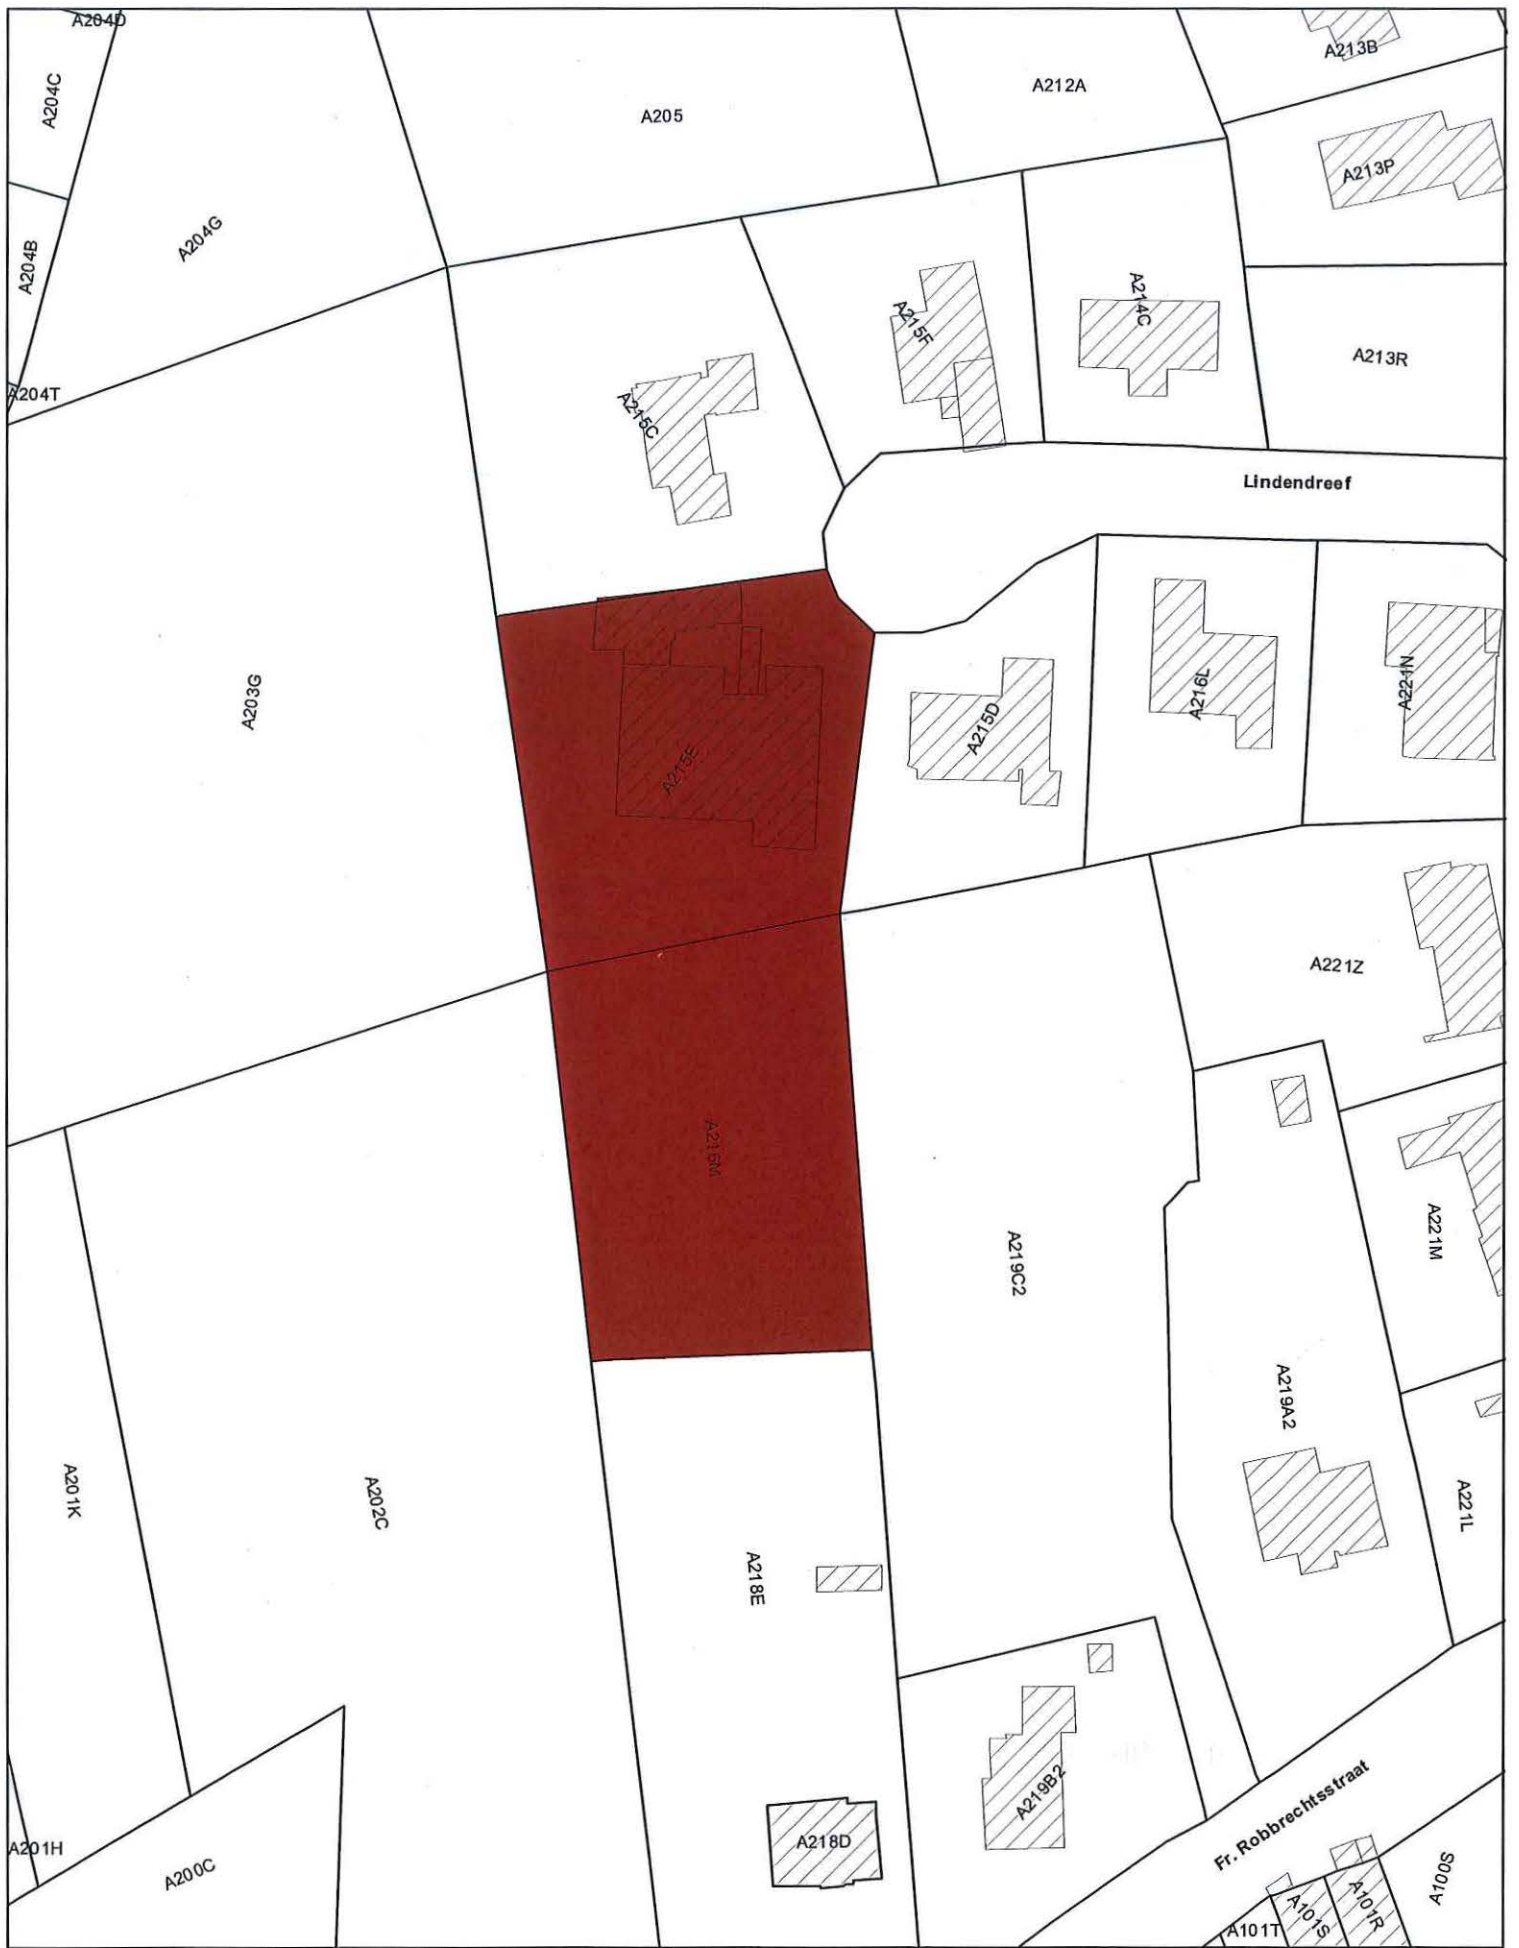 A204D
A204C
A213B
A212A
A205
A213P
A204G
A204B
A214C
A215F
A213R
A204T
A215C
Lindendreef
A203G
A216L
A221N
A215D
A215E
A221Z
A216M
A221M
A219C2
A219A2
A201K
A202C
A221L
A218E
A219B2
Fr. Robbrechtsstraat
A218D
A201H
A200C
A100S
A101R
A101S
A101T